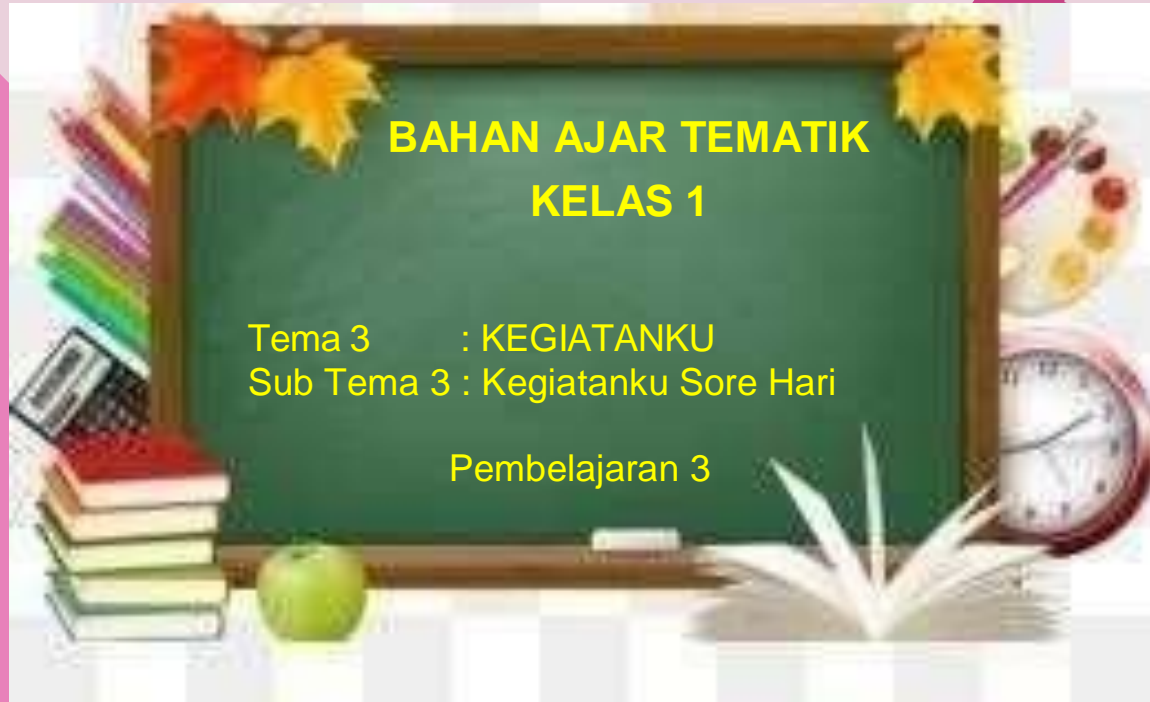 BAHAN AJAR TEMATIK
KELAS 1
Tema 3 : KEGIATANKU
Sub Tema 3 : Kegiatanku Sore Hari
Pembelajaran 3